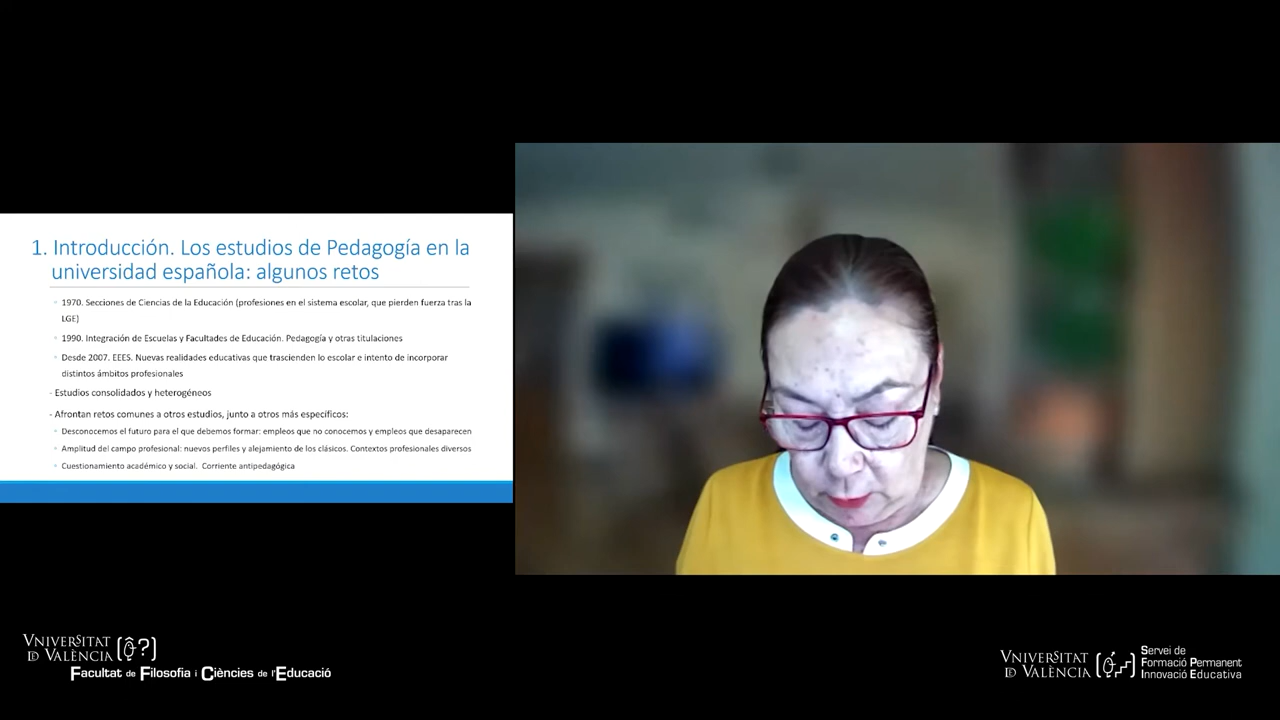 1. Introducción. Los estudios de Pedagogía en la
universidad española: algunos retos
◦ 1970. Secciones de Ciencias de la Educación (profesiones en el sistema escolar, que pierden fuerza tras la
LGE)
◦ 1990. Integración de Escuelas y Facultades de Educación. Pedagogía y otras titulaciones
◦ Desde 2007. EEES. Nuevas realidades educativas que trascienden lo escolar e intento de incorporar
distintos ámbitos profesionales
- Estudios consolidados y heterogéneos
- Afrontan retos comunes a otros estudios, junto a otros más específicos:
◦ Desconocemos el futuro para el que debemos formar: empleos que no conocemos y empleos que desaparecen
◦ Amplitud del campo profesional: nuevos perfiles y alejamiento de los clásicos. Contextos profesionales diversos
◦ Cuestionamiento académico y social. Corriente antipedagógica
VNIVERSITAT
ID VALÈNCIA
Facultat de Filosofia i Ciències de l'Educació
VNIVERSITAT
ID VALÈNCIA
Servei de
Formació Permanent
Innovació Educativa